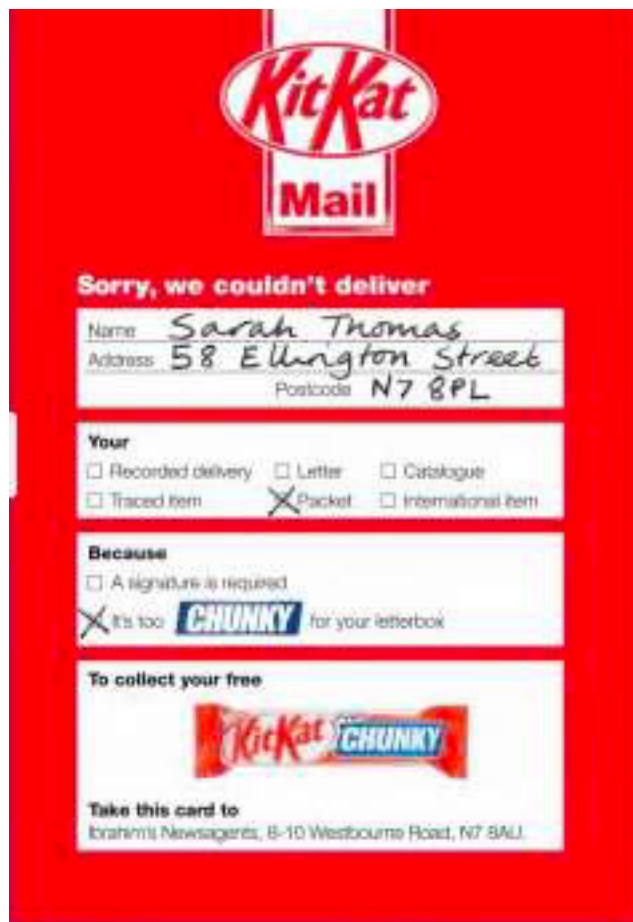 KitKat
Mail
Sorry, we couldn't deliver
Name Sarah Thomas
Address 58 Ellington Street
Postcode N7 8PL
Your
Recorded delivery Letter Catalogue
Traced item Packet International item
Because
A signature is required
It's too CHUNKY for your letterbox
To collect your free
KitKat CHUNKY
Take this card to
Ibrahim's Newsagents, 6-10 Westbourne Road, N7 8AU.